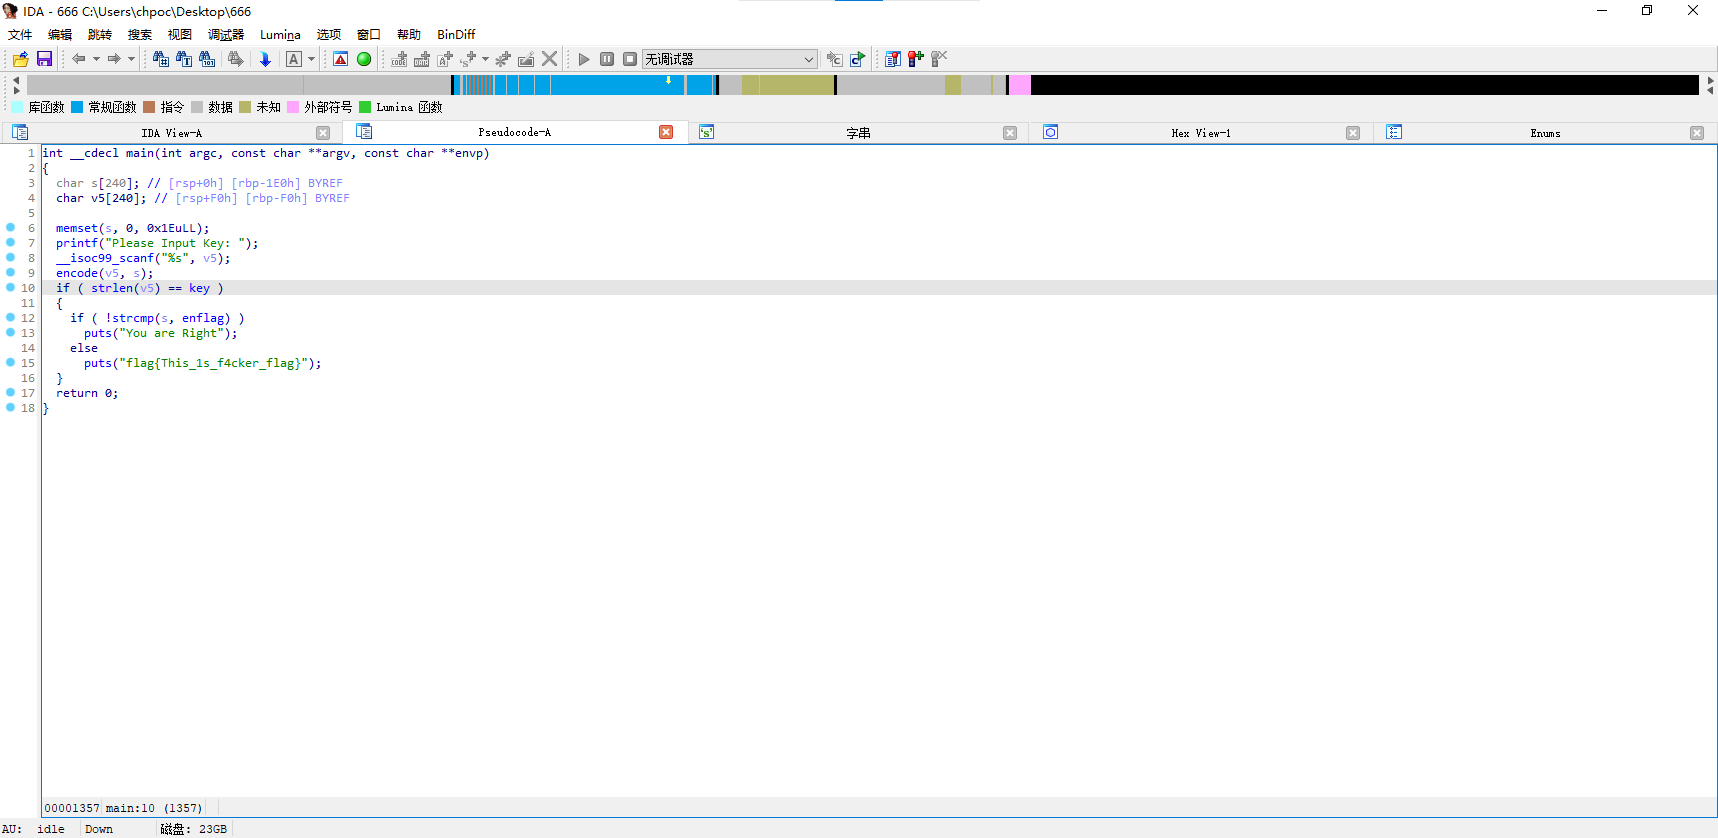 IDA - 666 C:\Users\chpoc\Desktop\666
文件 编辑 跳转 搜索 视图 调试器 Lumina 选项 窗口 帮助 BinDiff
无调试器
库函数 常规函数 指令 数据 未知 外部符号 Lumina 函数
IDA View-A Pseudocode-A 字串 Hex View-1 Enums
1 int __cdecl main(int argc, const char **argv, const char **envp)
2 {
3 char s[240]; // [rsp+0h] [rbp-1E0h] BYREF
4 char v5[240]; // [rsp+F0h] [rbp-F0h] BYREF
5
6 memset(s, 0, 0x1EuLL);
7 printf("Please Input Key: ");
8 __isoc99_scanf("%s", v5);
9 encode(v5, s);
10 if ( strlen(v5) == key )
11 {
12 if ( !strcmp(s, enflag) )
13 puts("You are Right");
14 else
15 puts("flag{This_1s_f4cker_flag}");
16 }
17 return 0;
18 }
00001357 main:10 (1357)
AU: idle Down 磁盘: 23GB